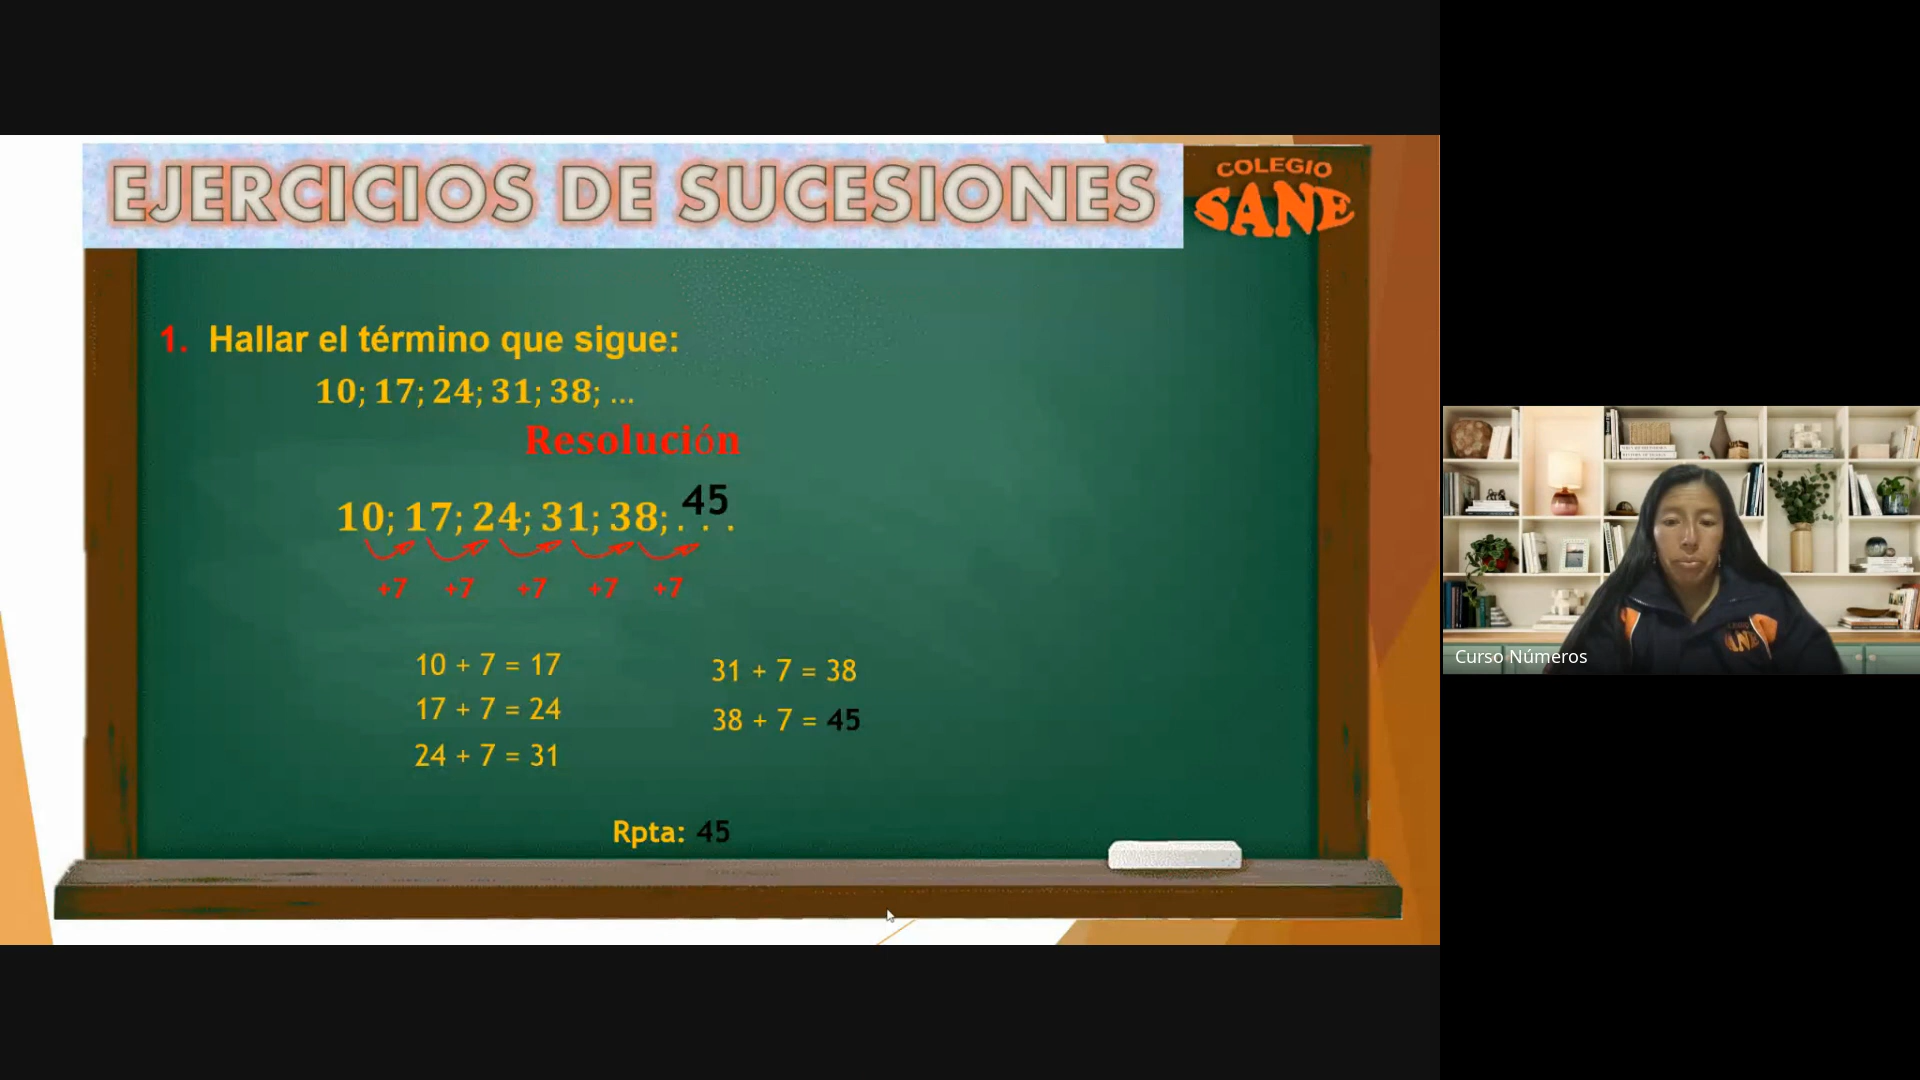 EJERCICIOS DE SUCESIONES
COLEGIO
SANE
1. Hallar el término que sigue:
10; 17; 24; 31; 38; ...
Resolución
10; 17; 24; 31; 38; . . .
45
+7 +7 +7 +7 +7
10 + 7 = 17
17 + 7 = 24
24 + 7 = 31
31 + 7 = 38
38 + 7 = 45
Rpta: 45
Curso Números